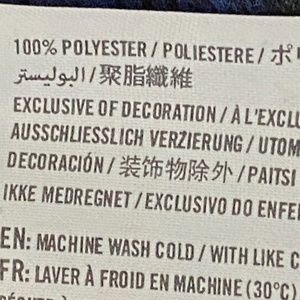 100% POLYESTER / POLIESTERE / ポ
البوليستر / 聚脂纖維
EXCLUSIVE OF DECORATION / À L'EXCLU
AUSSCHLIESSLICH VERZIERUNG / UTOM
DECORACIÓN / 装饰物除外 / PAITSI
IKKE MEDREGNET / EXCLUSIVO DO ENFE
EN: MACHINE WASH COLD / WITH LIKE C
FR: LAVER À FROID EN MACHINE (30°C)